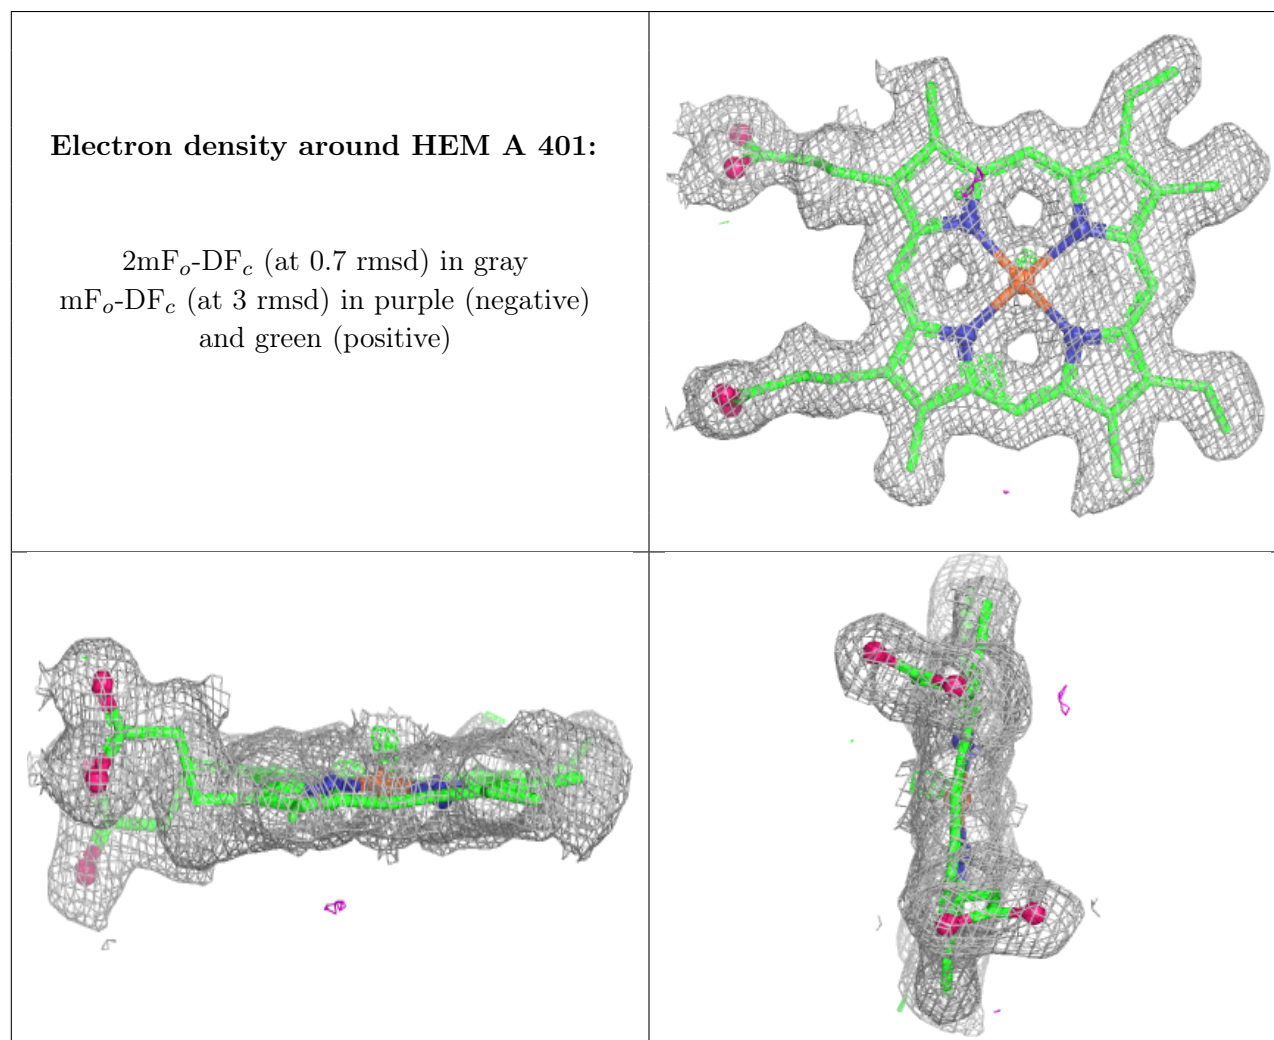 Electron density around HEM A 401:
2mFo-DFc (at 0.7 rmsd) in gray
mFo-DFc (at 3 rmsd) in purple (negative)
and green (positive)